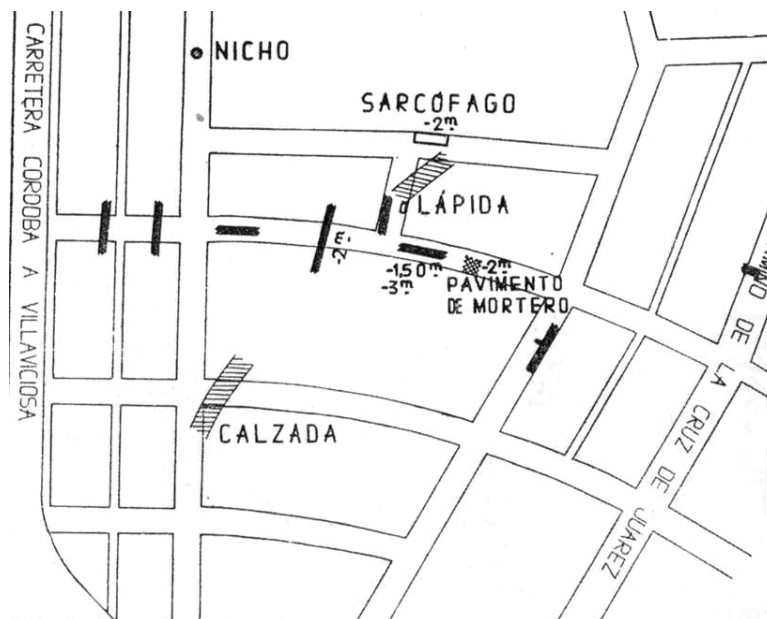 CARRETERA CORDOBA A VILLAVICIOSA
NICHO
SARCÓFAGO
-2m.
LÁPIDA
-2m.
-1,50m.
-3m.
-2m.
PAVIMENTO
DE MORTERO
CALZADA
MINO DE LA CRUZ DE JUAREZ